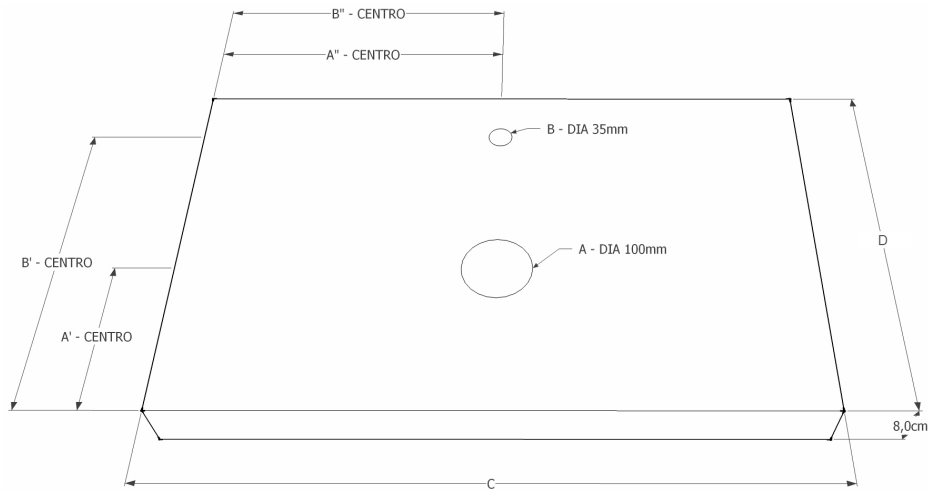 B" - CENTRO
A" - CENTRO
B - DIA 35mm
B' - CENTRO
A - DIA 100mm
D
A' - CENTRO
8,0cm
C